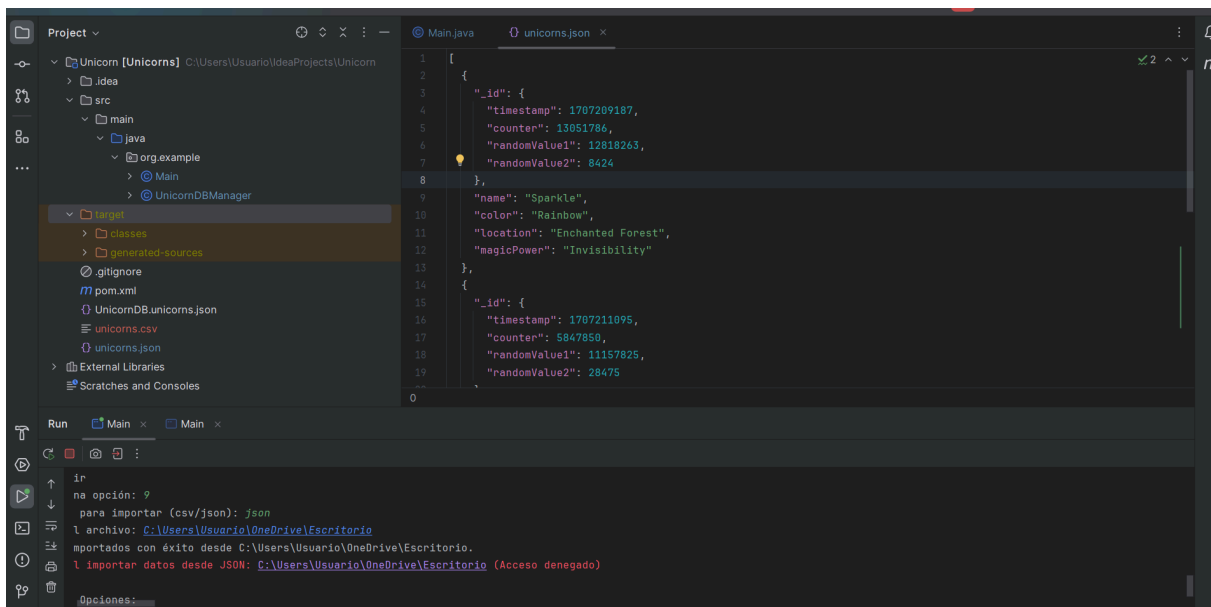 Project
Unicorn [Unicorns] C:\Users\Usuario\IdeaProjects\Unicorn
.idea
src
main
java
org.example
Main
UnicornDBManager
target
classes
generated-sources
.gitignore
pom.xml
UnicornDB.unicorns.json
unicorns.csv
unicorns.json
External Libraries
Scratches and Consoles
Main.java
unicorns.json
2
1 [
2 {
3 "_id": {
4 "timestamp": 1707209187,
5 "counter": 13051786,
6 "randomValue1": 12818263,
7 "randomValue2": 8424
8 },
9 "name": "Sparkle",
10 "color": "Rainbow",
11 "location": "Enchanted Forest",
12 "magicPower": "Invisibility"
13 },
14 {
15 "_id": {
16 "timestamp": 1707211095,
17 "counter": 5847850,
18 "randomValue1": 11157825,
19 "randomValue2": 28475
Run Main Main
ir
na opción: 9
para importar (csv/json): json
l archivo: C:\Users\Usuario\OneDrive\Escritorio
mportados con éxito desde C:\Users\Usuario\OneDrive\Escritorio.
l importar datos desde JSON: C:\Users\Usuario\OneDrive\Escritorio (Acceso denegado)
Opciones: